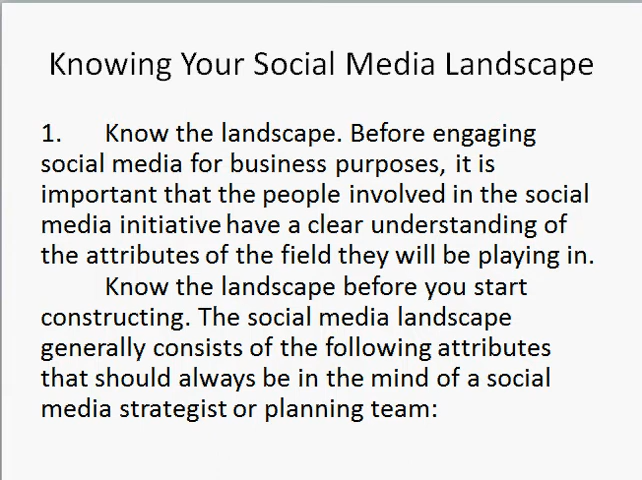 Knowing Your Social Media Landscape
1. Know the landscape. Before engaging
social media for business purposes, it is
important that the people involved in the social
media initiative have a clear understanding of
the attributes of the field they will be playing in.
Know the landscape before you start
constructing. The social media landscape
generally consists of the following attributes
that should always be in the mind of a social
media strategist or planning team: